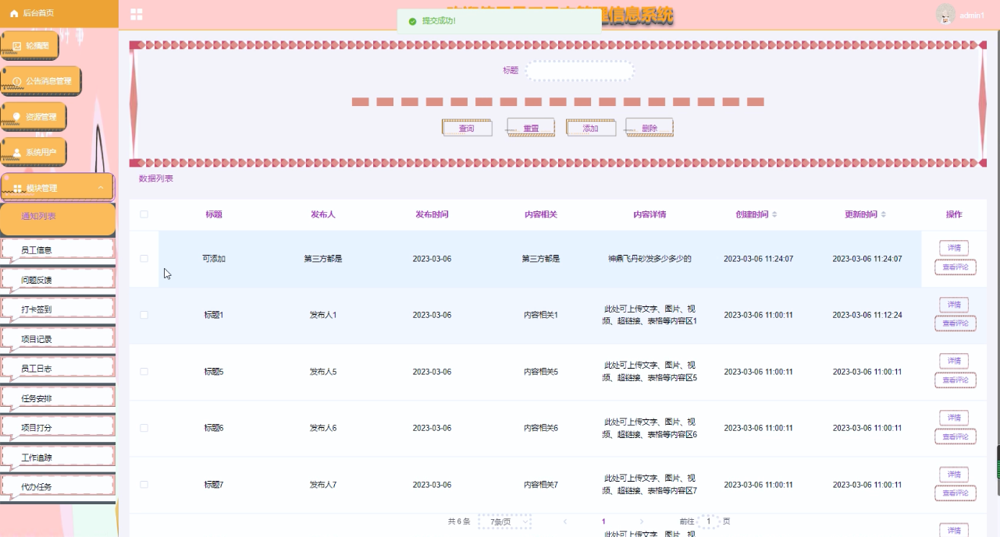 后台首页
提交成功!
管理信息系统
admin1
轮播图
公告消息管理
资源管理
系统用户
模块管理
通知列表
员工信息
问题反馈
打卡签到
项目记录
员工日志
任务安排
项目打分
工作追踪
代办任务
标题
查询
重置
添加
删除
数据列表
标题 发布人 发布时间 内容相关 内容详情 创建时间 更新时间 操作
可添加 第三方都是 2023-03-06 第三方都是 神鼎飞丹砂发多少多少的 2023-03-06 11:24:07 2023-03-06 11:24:07 详情
查看评论
标题1 发布人1 2023-03-06 内容相关1 此处可上传文字、图片、视
频、超链接、表格等内容区1 2023-03-06 11:00:11 2023-03-06 11:12:24 详情
查看评论
标题5 发布人5 2023-03-06 内容相关5 此处可上传文字、图片、视
频、超链接、表格等内容区5 2023-03-06 11:00:11 2023-03-06 11:00:11 详情
查看评论
标题6 发布人6 2023-03-06 内容相关6 此处可上传文字、图片、视
频、超链接、表格等内容区6 2023-03-06 11:00:11 2023-03-06 11:00:11 详情
查看评论
标题7 发布人7 2023-03-06 内容相关7 此处可上传文字、图片、视
频、超链接、表格等内容区7 2023-03-06 11:00:11 2023-03-06 11:00:11 详情
查看评论
共 6 条 7条/页 1 前往 1 页
此处可上传文字、图片、视
详情